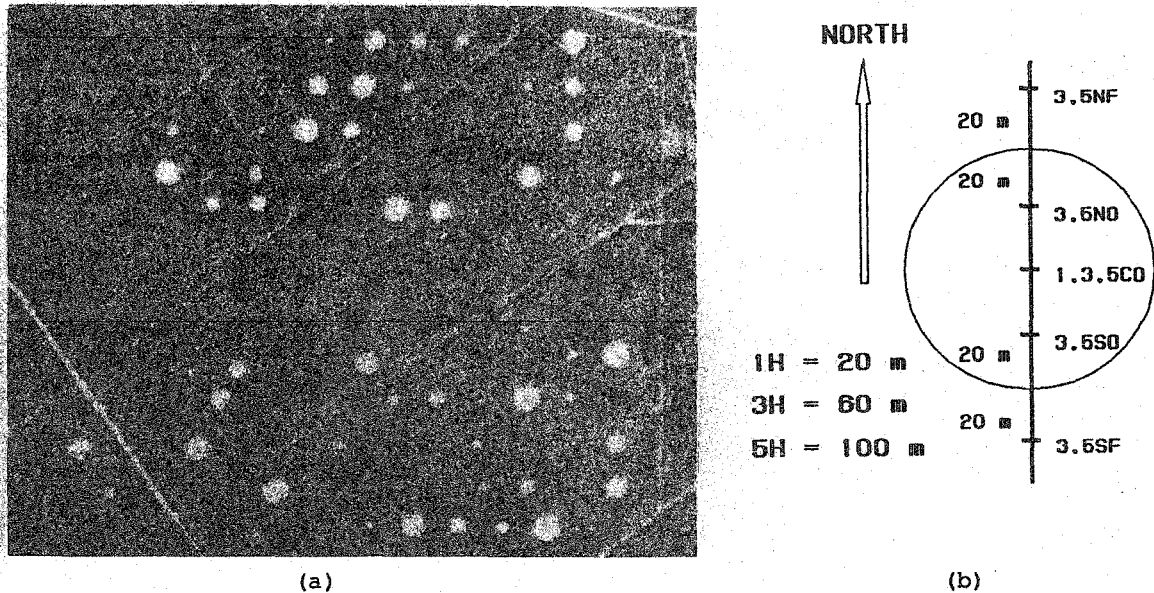 NORTH
3.5NF
20 m
20 m
3.5NO
1.3.5CO
3.5SO
20 m
1H = 20 m
3H = 60 m
20 m
5H = 100 m
3.5SF
(a)
(b)